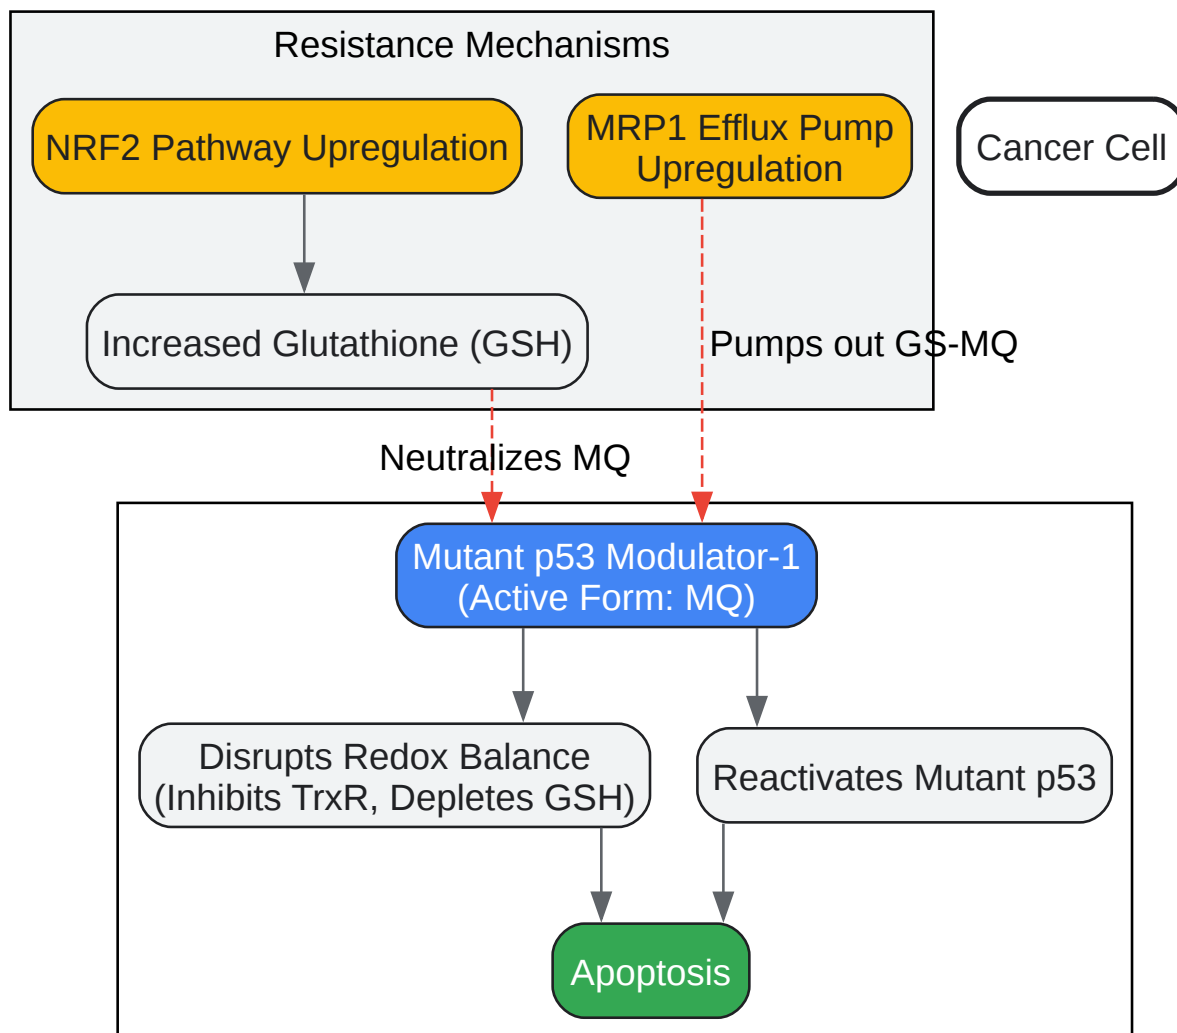 Resistance Mechanisms
NRF2 Pathway Upregulation
MRP1 Efflux Pump
Upregulation
Cancer Cell
Increased Glutathione (GSH)
Pumps out GS-MQ
Neutralizes MQ
Mutant p53 Modulator-1
(Active Form: MQ)
Disrupts Redox Balance
(Inhibits TrxR, Depletes GSH)
Reactivates Mutant p53
Apoptosis